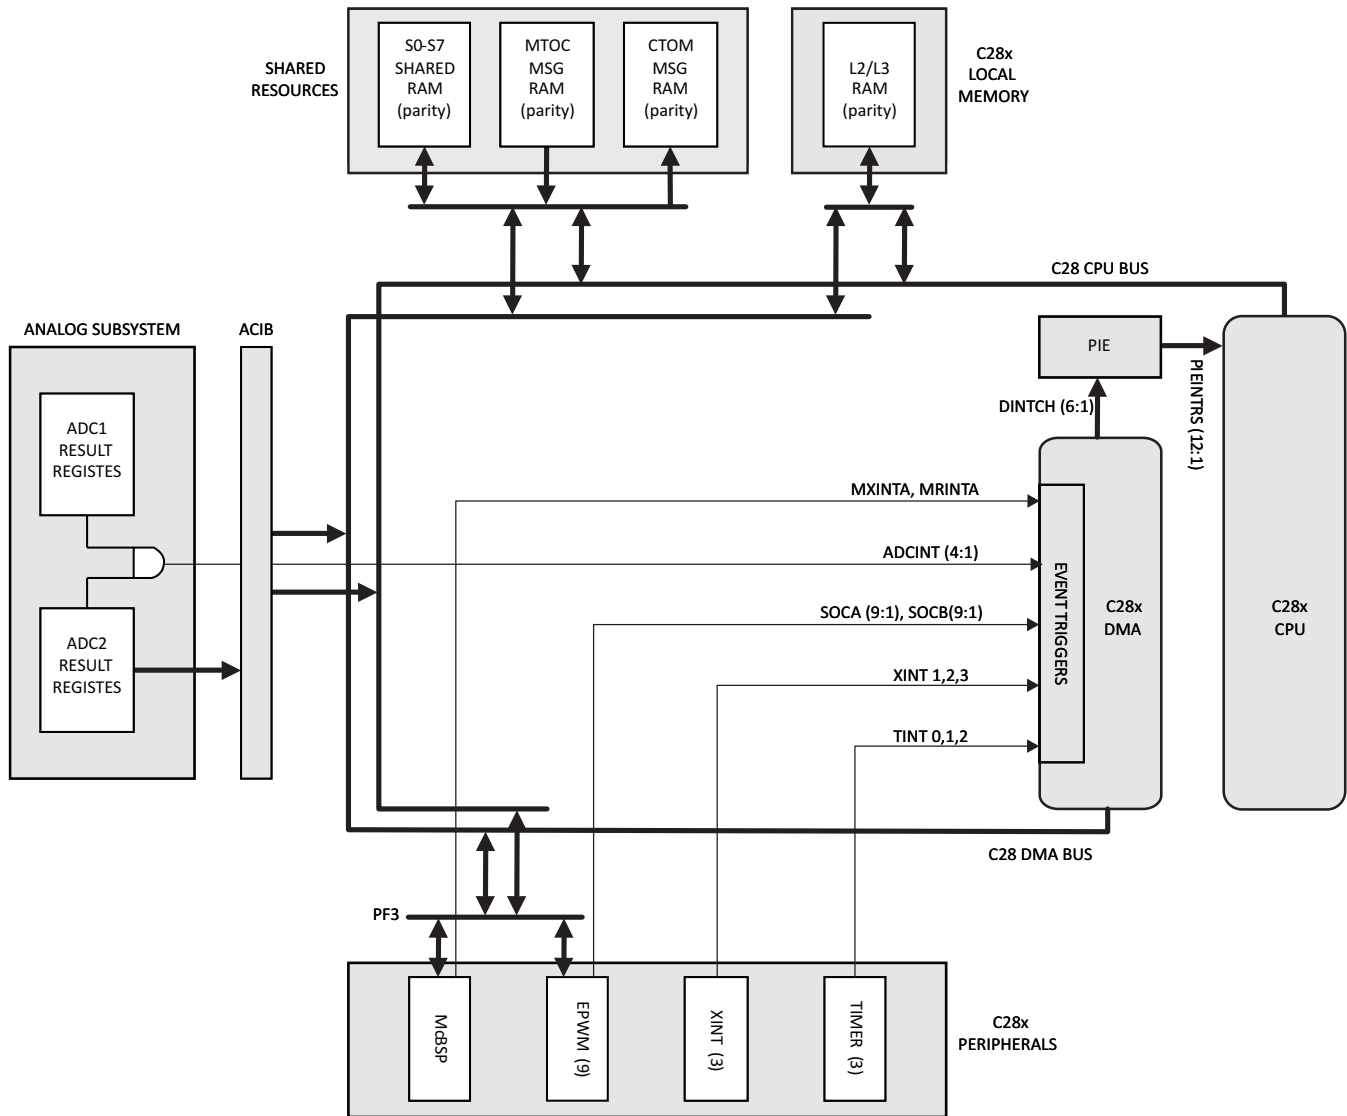 SHARED
RESOURCES
S0-S7
SHARED
RAM
(parity)
MTOC
MSG
RAM
(parity)
CTOM
MSG
RAM
(parity)
L2/L3
RAM
(parity)
C28x
LOCAL
MEMORY
C28 CPU BUS
ANALOG SUBSYSTEM
ACIB
ADC1
RESULT
REGISTES
ADC2
RESULT
REGISTES
PIE
PIEINTRS (12:1)
DINTCH (6:1)
MXINTA, MRINTA
ADCINT (4:1)
SOCA (9:1), SOCB(9:1)
XINT 1,2,3
TINT 0,1,2
EVENT TRIGGERS
C28x
DMA
C28x
CPU
C28 DMA BUS
PF3
McBSP
EPWM (9)
XINT (3)
TIMER (3)
C28x
PERIPHERALS